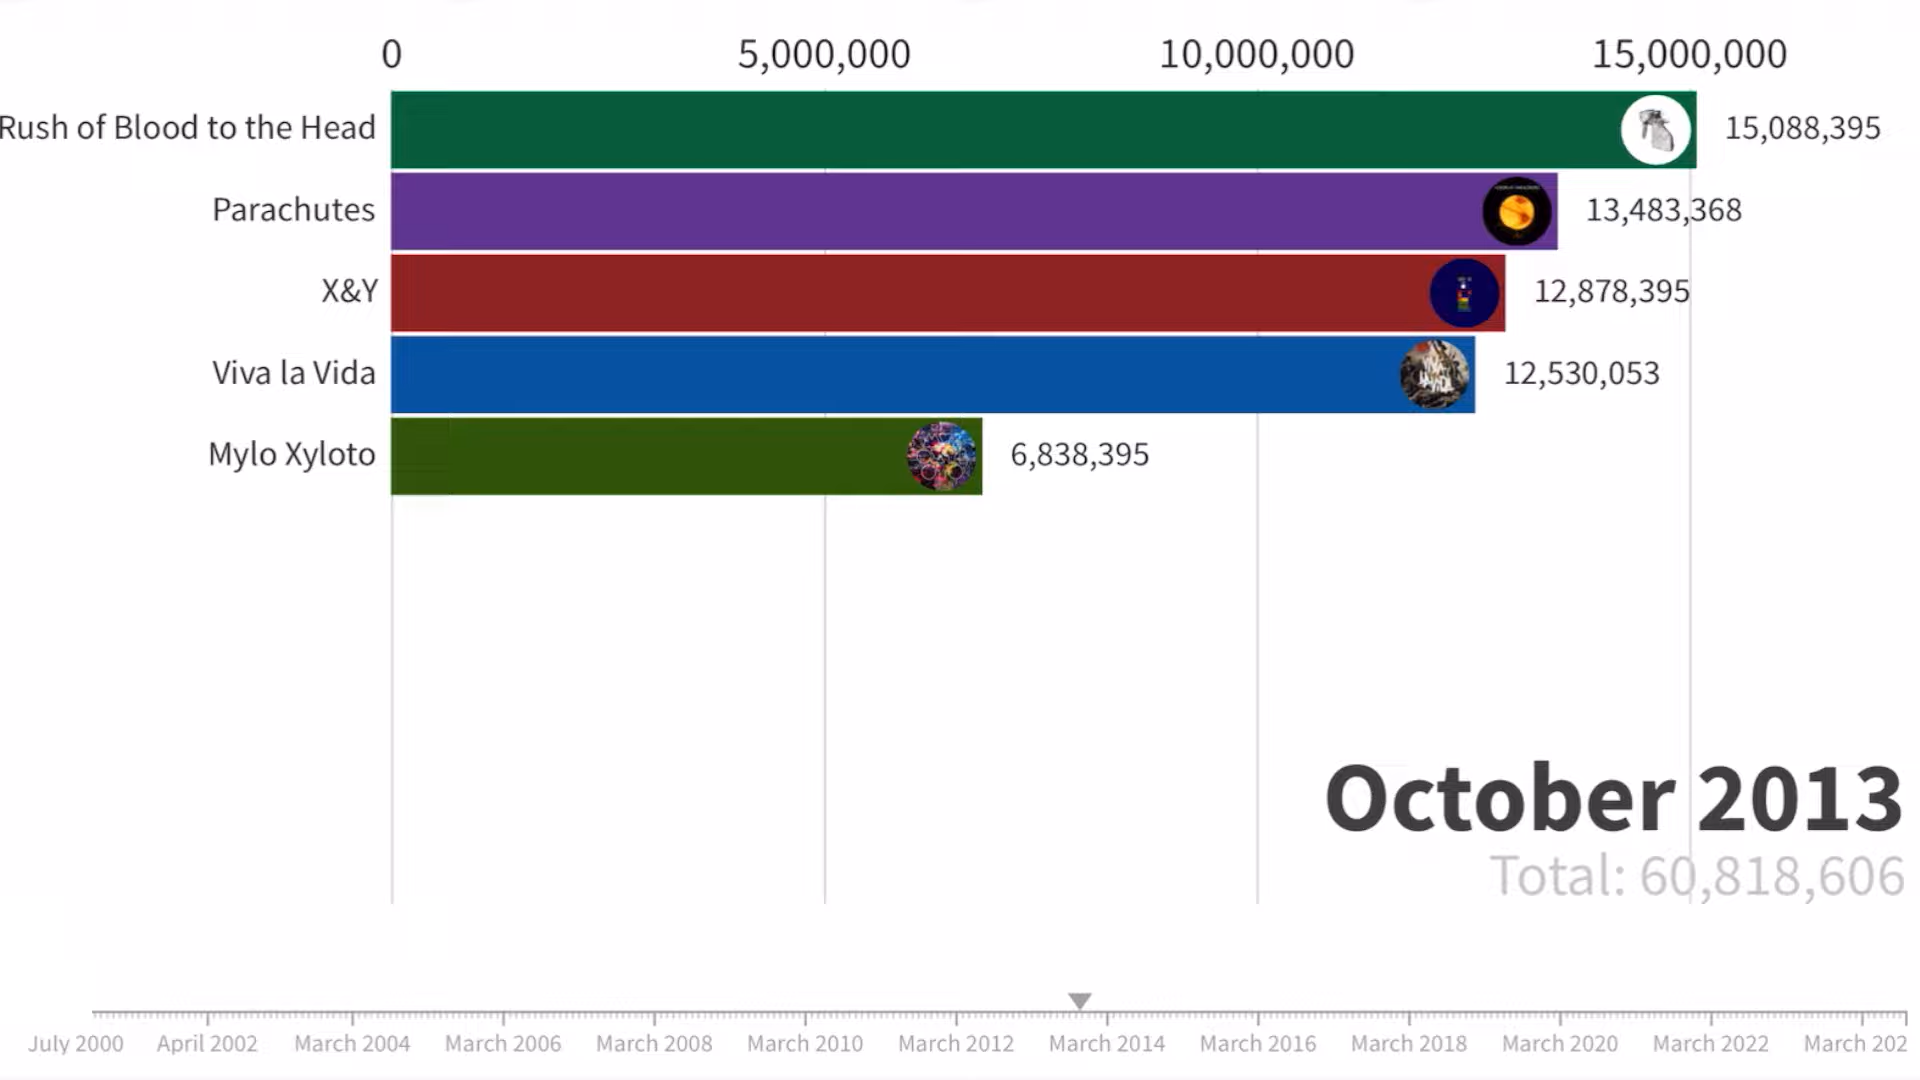 0 5,000,000 10,000,000 15,000,000
Rush of Blood to the Head 15,088,395
Parachutes 13,483,368
X&Y 12,878,395
Viva la Vida 12,530,053
Mylo Xyloto 6,838,395
October 2013
Total: 60,818,606
July 2000 April 2002 March 2004 March 2006 March 2008 March 2010 March 2012 March 2014 March 2016 March 2018 March 2020 March 2022 March 202